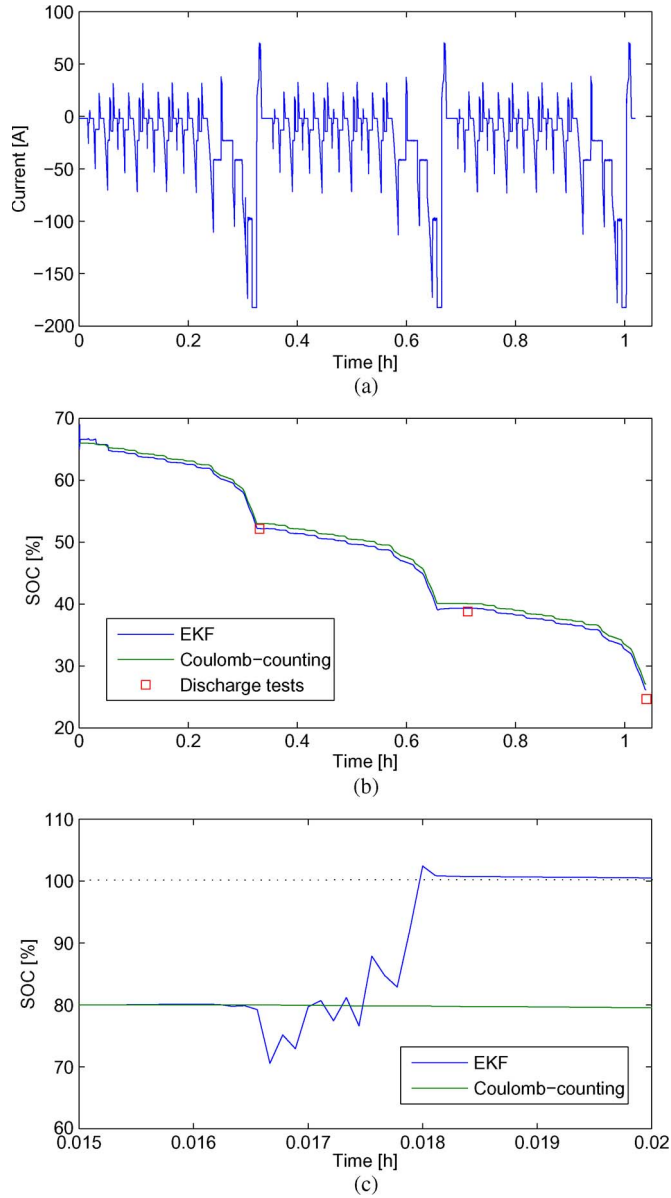 100
50
0
−50
−100
−150
−200
Current [A]
0 0.2 0.4 0.6 0.8 1
Time [h]
(a)
70
60
50
40
30
20
SOC [%]
EKF
Coulomb−counting
Discharge tests
0 0.2 0.4 0.6 0.8 1
Time [h]
(b)
110
100
90
80
70
60
SOC [%]
EKF
Coulomb−counting
0.015 0.016 0.017 0.018 0.019 0.02
Time [h]
(c)